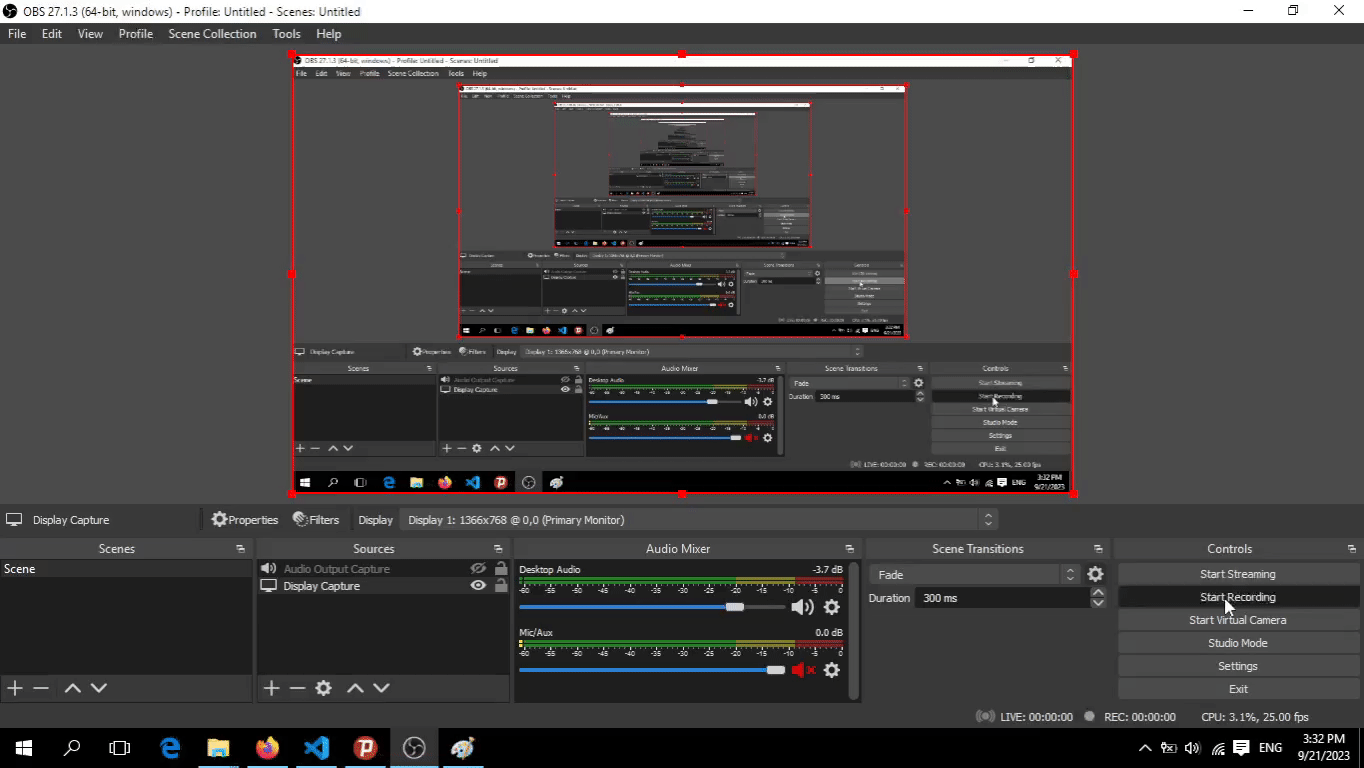 OBS 27.1.3 (64-bit, windows) - Profile: Untitled - Scenes: Untitled
File Edit View Profile Scene Collection Tools Help
OBS 27.1.3 (64-bit, windows) - Profile: Untitled - Scenes: Untitled
File Edit View Profile Scene Collection Tools Help
Display Capture Properties Filters Display Display 1: 1366x768 @ 0,0 (Primary Monitor)
Scenes Sources Audio Mixer Scene Transitions Controls
Scene Audio Output Capture Desktop Audio -3.7 dB Fade Start Streaming
Display Capture Duration 300 ms Start Recording
Mic/Aux 0.0 dB Start Virtual Camera
Studio Mode
Settings
Exit
LIVE: 00:00:00 REC: 00:00:00 CPU: 3.1%, 25.00 fps
ENG 3:32 PM
9/21/2023
Display Capture Properties Filters Display Display 1: 1366x768 @ 0,0 (Primary Monitor)
Scenes Sources Audio Mixer Scene Transitions Controls
Scene Audio Output Capture Desktop Audio -3.7 dB Fade Start Streaming
Display Capture -60 -55 -50 -45 -40 -35 -30 -25 -20 -15 -10 -5 0 Duration 300 ms Start Recording
Start Virtual Camera
Mic/Aux 0.0 dB Studio Mode
-60 -55 -50 -45 -40 -35 -30 -25 -20 -15 -10 -5 0
Settings
Exit
LIVE: 00:00:00 REC: 00:00:00 CPU: 3.1%, 25.00 fps
ENG 3:32 PM
9/21/2023